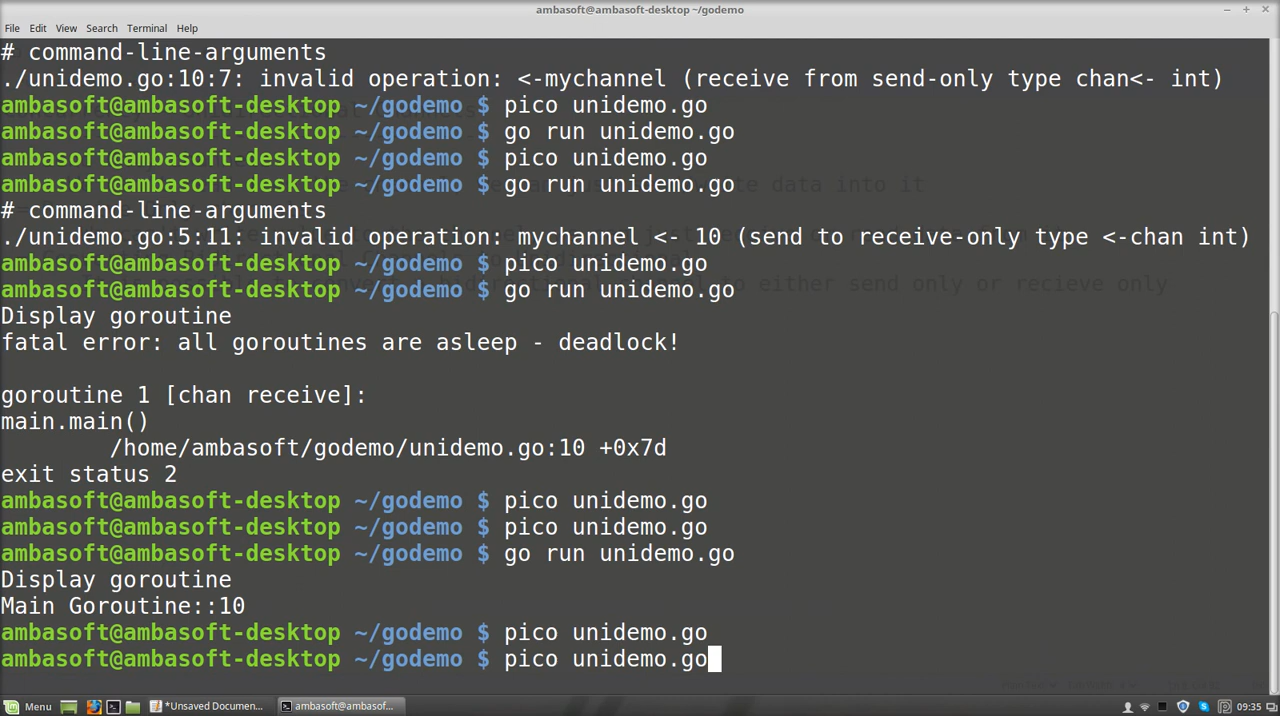 ambasoft@ambasoft-desktop ~/godemo
File Edit View Search Terminal Help
# command-line-arguments
./unidemo.go:10:7: invalid operation: <-mychannel (receive from send-only type chan<- int)
ambasoft@ambasoft-desktop ~/godemo $ pico unidemo.go
ambasoft@ambasoft-desktop ~/godemo $ go run unidemo.go
ambasoft@ambasoft-desktop ~/godemo $ pico unidemo.go
ambasoft@ambasoft-desktop ~/godemo $ go run unidemo.go
# command-line-arguments
./unidemo.go:5:11: invalid operation: mychannel <- 10 (send to receive-only type <-chan int)
ambasoft@ambasoft-desktop ~/godemo $ pico unidemo.go
ambasoft@ambasoft-desktop ~/godemo $ go run unidemo.go
Display goroutine
fatal error: all goroutines are asleep - deadlock!
goroutine 1 [chan receive]:
main.main()
/home/ambasoft/godemo/unidemo.go:10 +0x7d
exit status 2
ambasoft@ambasoft-desktop ~/godemo $ pico unidemo.go
ambasoft@ambasoft-desktop ~/godemo $ pico unidemo.go
ambasoft@ambasoft-desktop ~/godemo $ go run unidemo.go
Display goroutine
Main Goroutine::10
ambasoft@ambasoft-desktop ~/godemo $ pico unidemo.go
ambasoft@ambasoft-desktop ~/godemo $ pico unidemo.go
Menu *Unsaved Documen... ambasoft@ambasof... 09:35